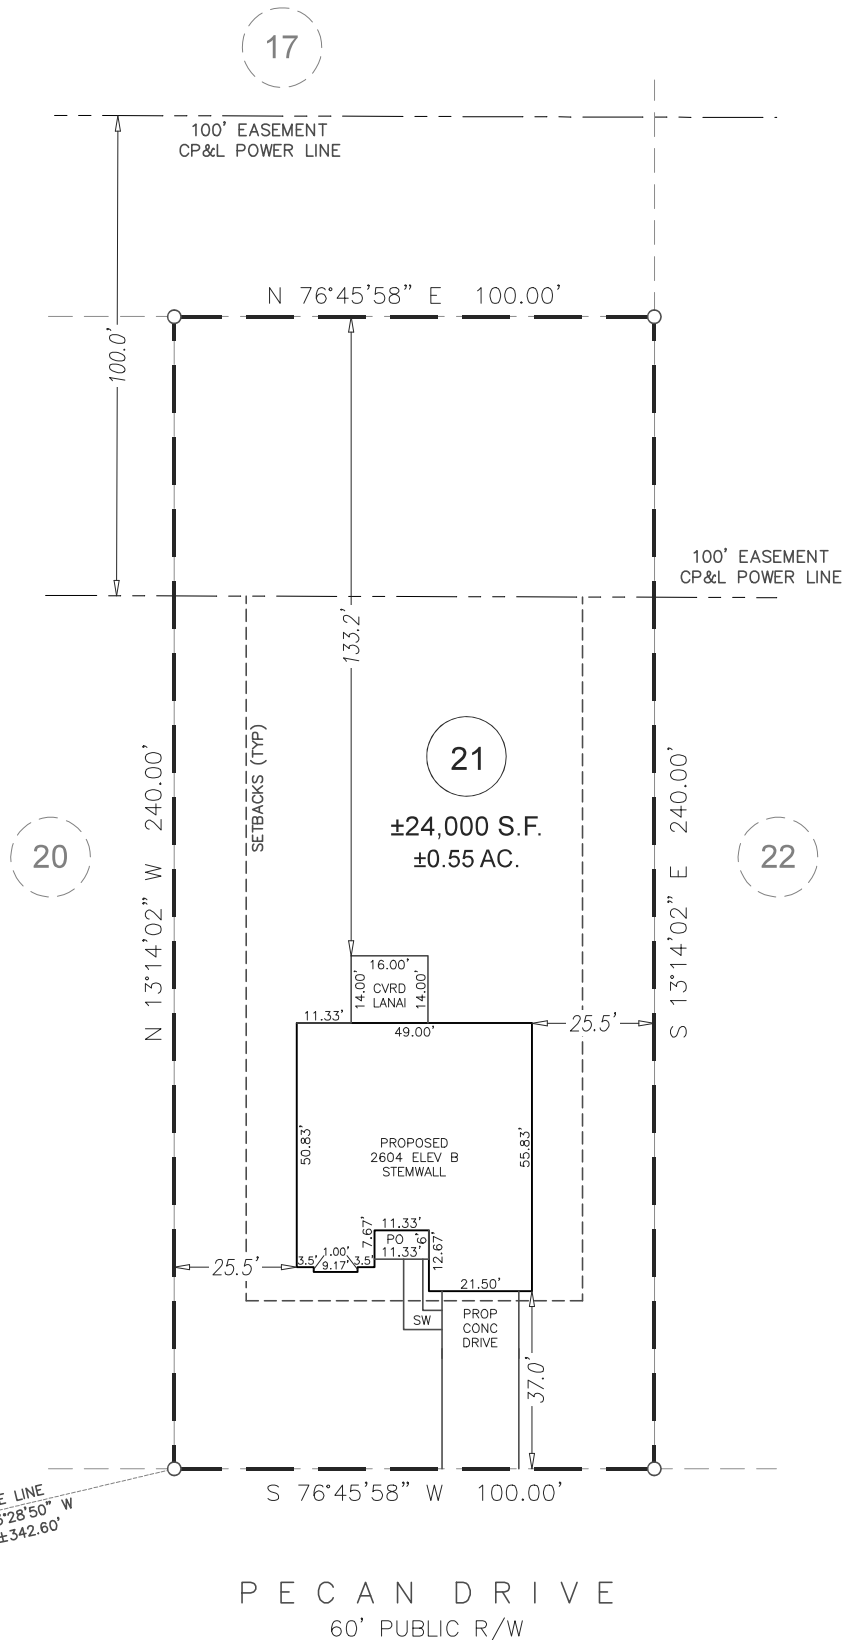 17
100' EASEMENT
CP&L POWER LINE
N 76°45'58" E 100.00'
100.0'
100' EASEMENT
CP&L POWER LINE
133.2'
SETBACKS (TYP)
21
±24,000 S.F.
±0.55 AC.
N 13°14'02" W 240.00'
S 13°14'02" E 240.00'
20
22
16.00'
14.00'
CVRD
LANAI
14.00'
11.33'
49.00'
25.5'
50.83'
PROPOSED
2604 ELEV B
STEMWALL
55.83'
11.33'
7.67'
PO
6'
11.33'
12.67'
1.00'
3.5'
9.17'
3.5'
25.5'
21.50'
SW
PROP
CONC
DRIVE
37.0'
S 76°45'58" W 100.00'
LINE
28'50" W
±342.60'
PECAN DRIVE
60' PUBLIC R/W